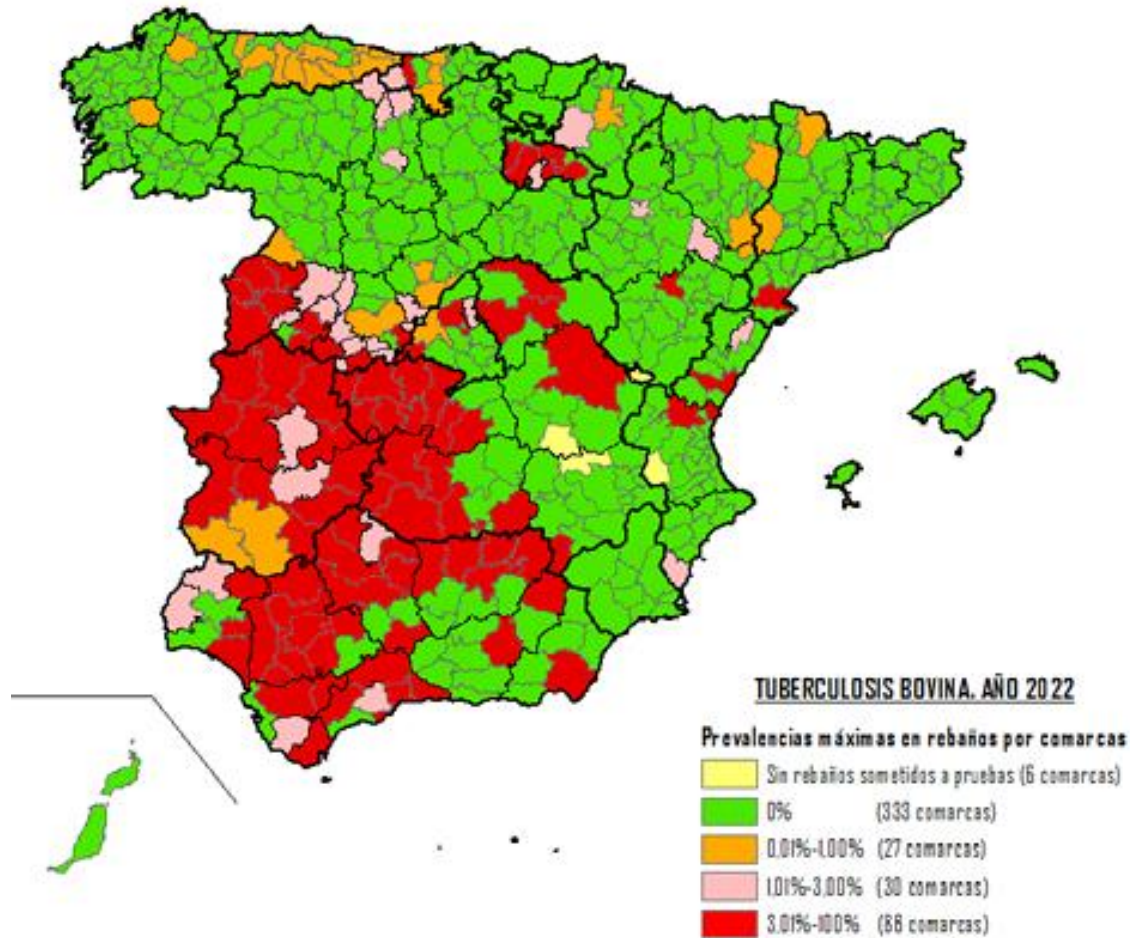 TUBERCULOSIS BOVINA. AÑO 2022
Prevalencias máximas en rebaños por comarcas
Sin rebaños sometidos a pruebas (6 comarcas)
0% (333 comarcas)
0,01%-1,00% (27 comarcas)
1,01%-3,00% (30 comarcas)
3,01%-100% (86 comarcas)